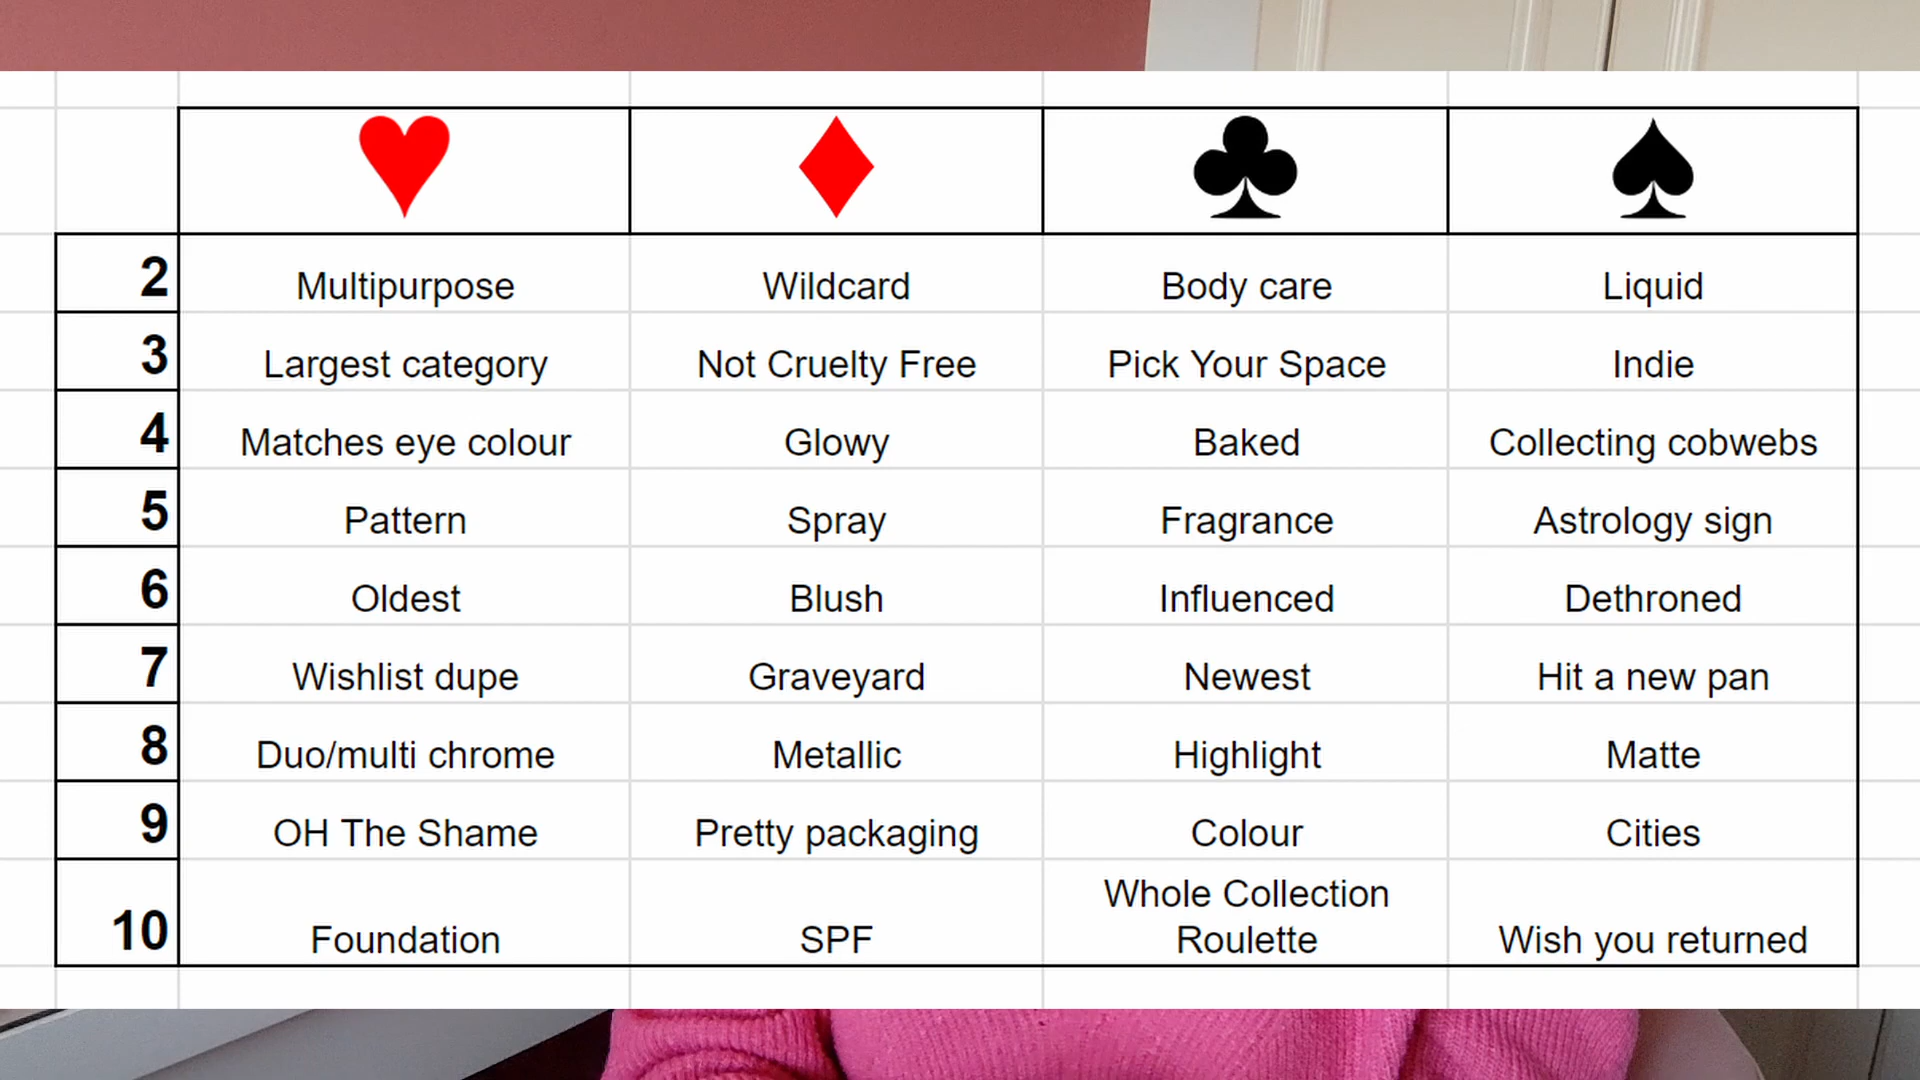 ♥ ♦ ♣ ♠
2 Multipurpose Wildcard Body care Liquid
3 Largest category Not Cruelty Free Pick Your Space Indie
4 Matches eye colour Glowy Baked Collecting cobwebs
5 Pattern Spray Fragrance Astrology sign
6 Oldest Blush Influenced Dethroned
7 Wishlist dupe Graveyard Newest Hit a new pan
8 Duo/multi chrome Metallic Highlight Matte
9 OH The Shame Pretty packaging Colour Cities
10 Foundation SPF Whole Collection Roulette Wish you returned